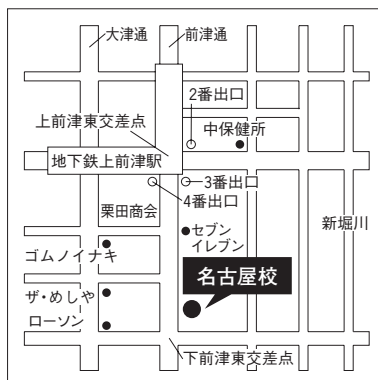 大津通
前津通
2番出口
上前津東交差点
中保健所
地下鉄上前津駅
3番出口
4番出口
栗田商会
セブン
イレブン
新堀川
ゴムノイナキ
名古屋校
ザ・めしや
ローソン
下前津東交差点